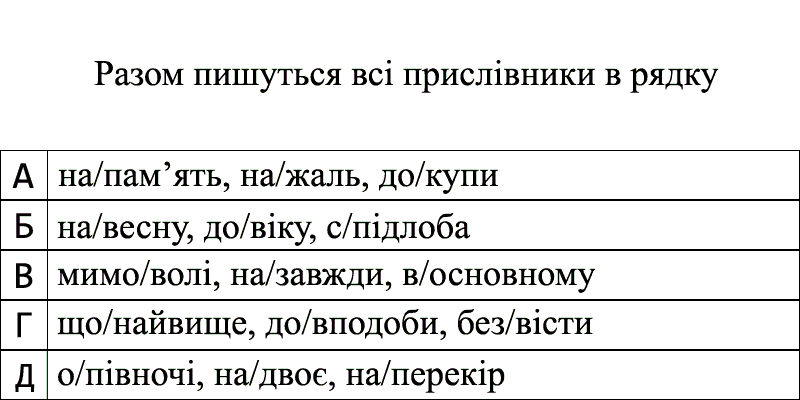 Разом пишуться всі прислівники в рядку
А на/пам’ять, на/жаль, до/купи
Б на/весну, до/віку, с/підлоба
В мимо/волі, на/завжди, в/основному
Г що/найвище, до/вподоби, без/вісти
Д о/півночі, на/двоє, на/перекір